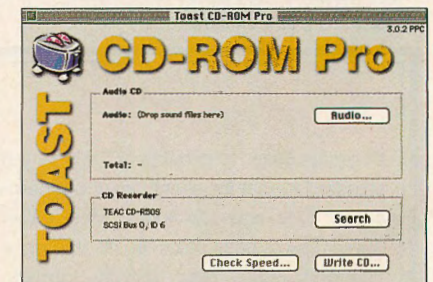 Toast CD-ROM Pro
3.0.2 PPC
CD-ROM Pro
TOAST
Audio CD
Audio: (Drop sound files here)
Audio...
Total: -
CD Recorder
TEAC CD-R50S
SCSI Bus 0, ID 6
Search
Check Speed...
Write CD...